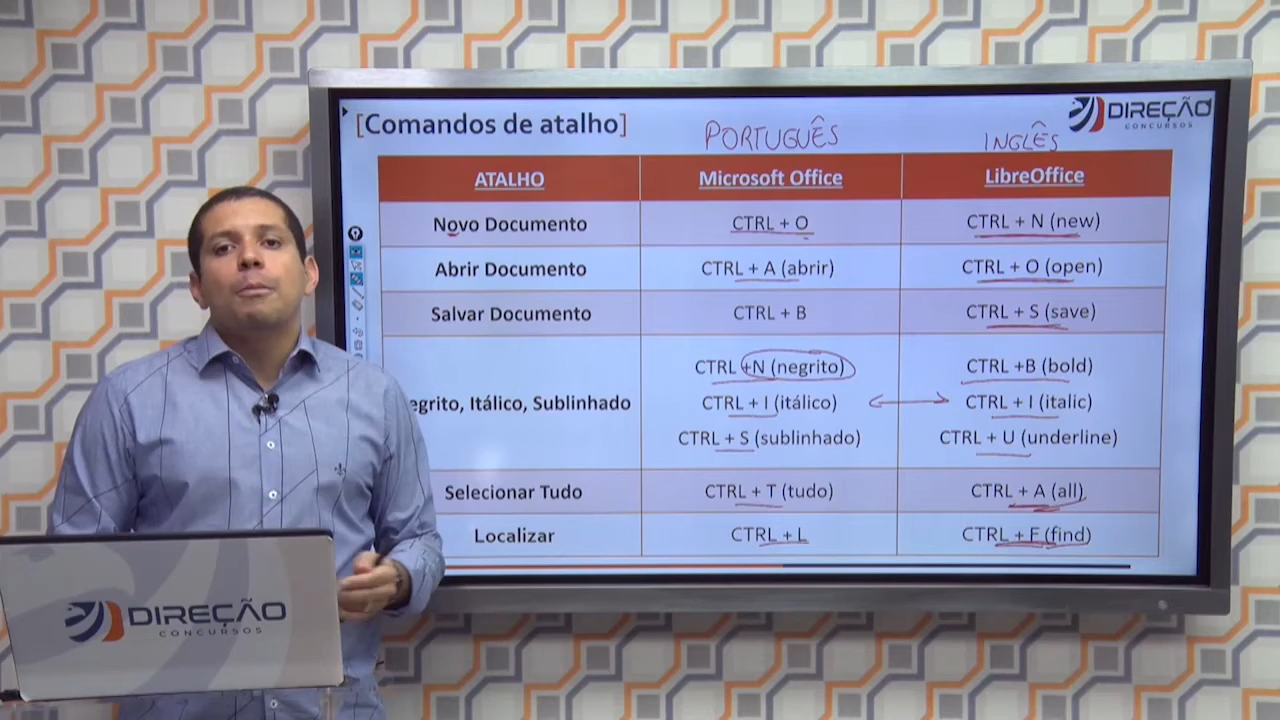 [Comandos de atalho]
PORTUGUÊS
INGLÊS
DIREÇÃO
CONCURSOS
ATALHO
Microsoft Office
LibreOffice
Novo Documento
CTRL + O
CTRL + N (new)
Abrir Documento
CTRL + A (abrir)
CTRL + O (open)
Salvar Documento
CTRL + B
CTRL + S (save)
egrito, Itálico, Sublinhado
CTRL +N (negrito)
CTRL +B (bold)
CTRL + I (itálico)
CTRL + I (italic)
CTRL + S (sublinhado)
CTRL + U (underline)
Selecionar Tudo
CTRL + T (tudo)
CTRL + A (all)
Localizar
CTRL + L
CTRL + F (find)
DIREÇÃO
CONCURSOS